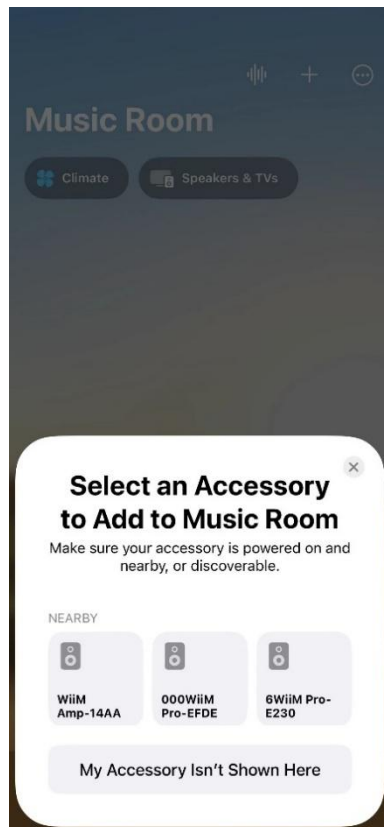 Music Room
Climate
Speakers & TVs
Select an Accessory
to Add to Music Room
Make sure your accessory is powered on and
nearby, or discoverable.
NEARBY
WiiM
Amp-14AA
000WiiM
Pro-EFDE
6WiiM Pro-
E230
My Accessory Isn't Shown Here